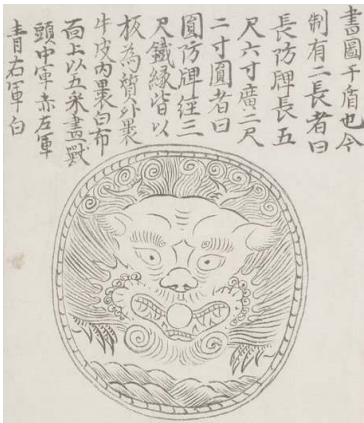 書圖干盾也今
制有二長者曰
長防牌長五
尺六寸廣二尺
二寸圓者曰
圓防牌徑三
尺鐵緣皆以
板為質外裹
牛皮內裹白布
面上以五采畫獸
頭中軍赤左軍
青右軍白